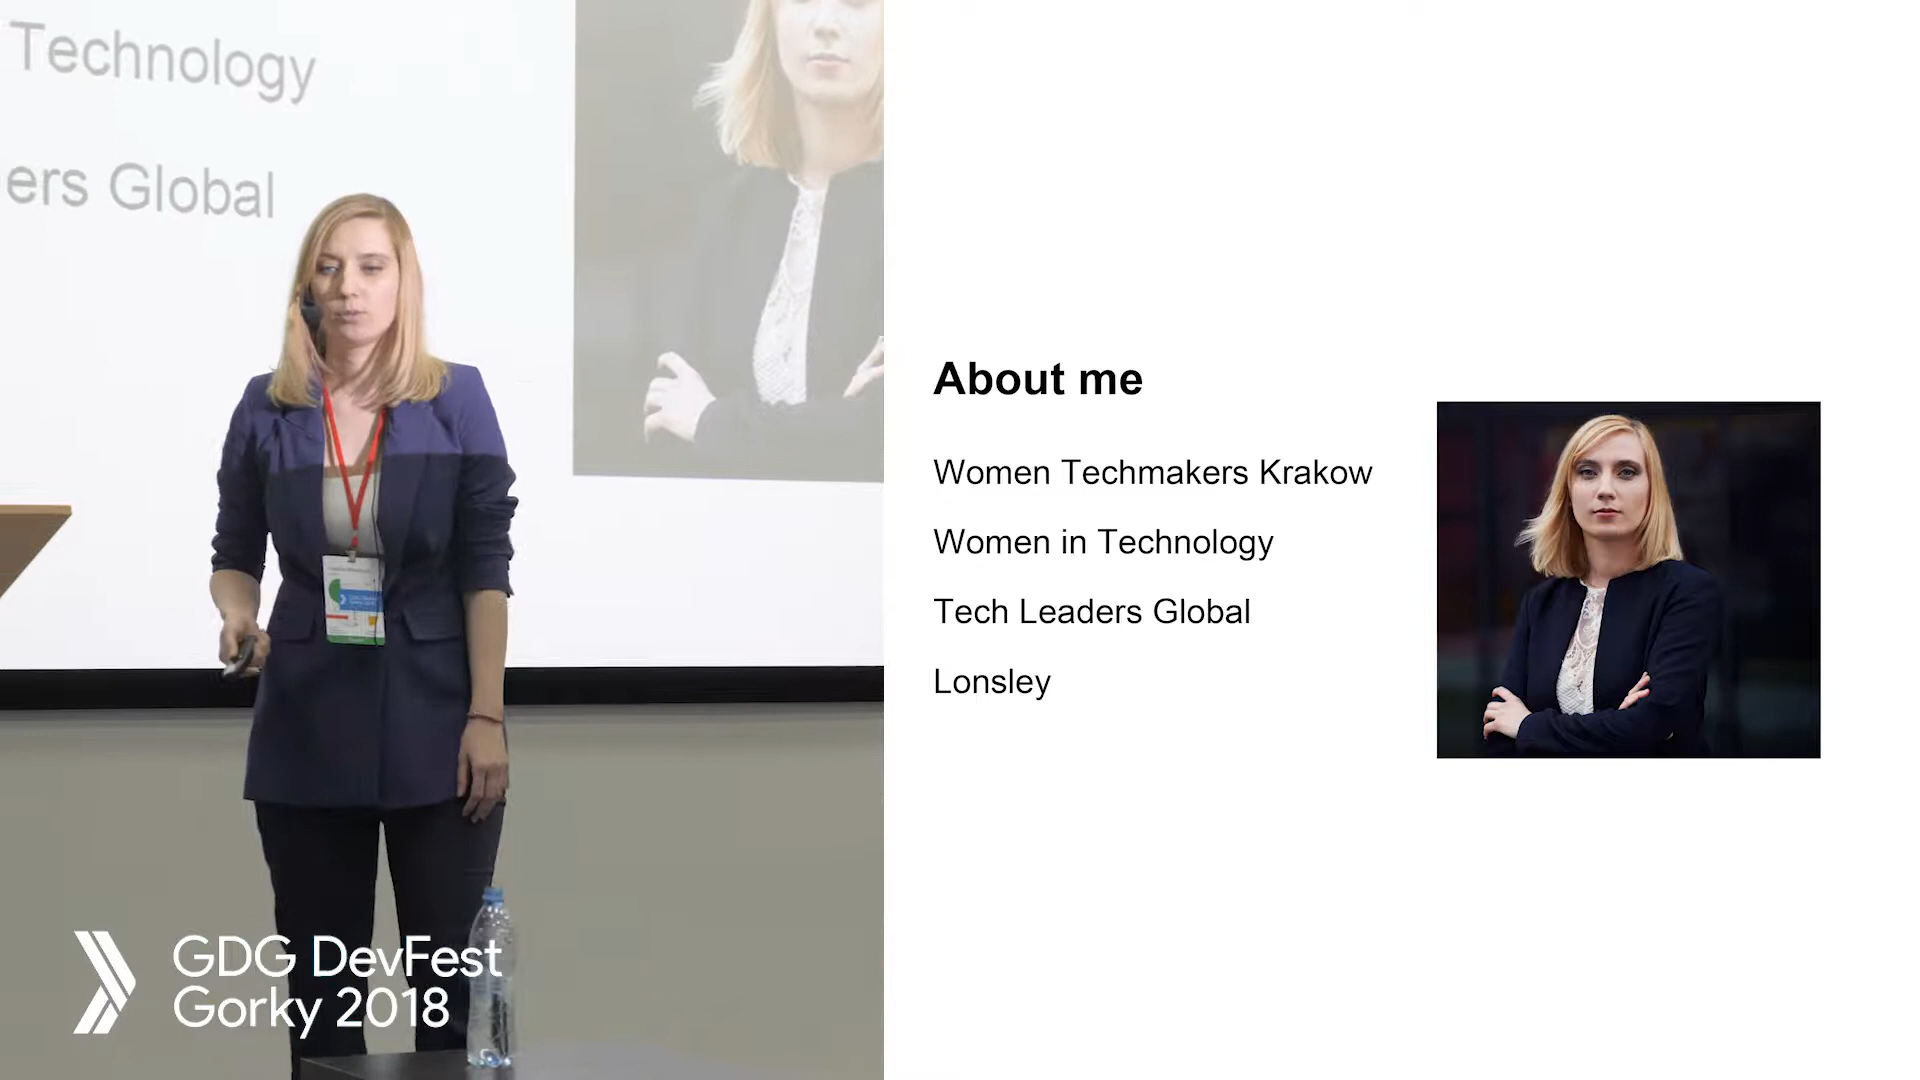 Technology
ers Global
GDG DevFest
Gorky 2018
About me
Women Techmakers Krakow
Women in Technology
Tech Leaders Global
Lonsley